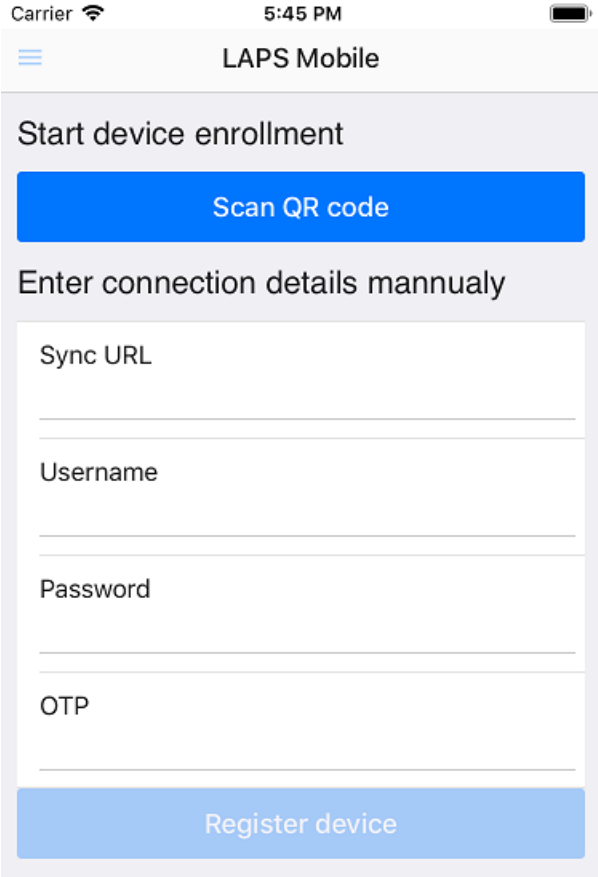 Carrier 5:45 PM
LAPS Mobile
Start device enrollment
Scan QR code
Enter connection details mannualy
Sync URL
Username
Password
OTP
Register device